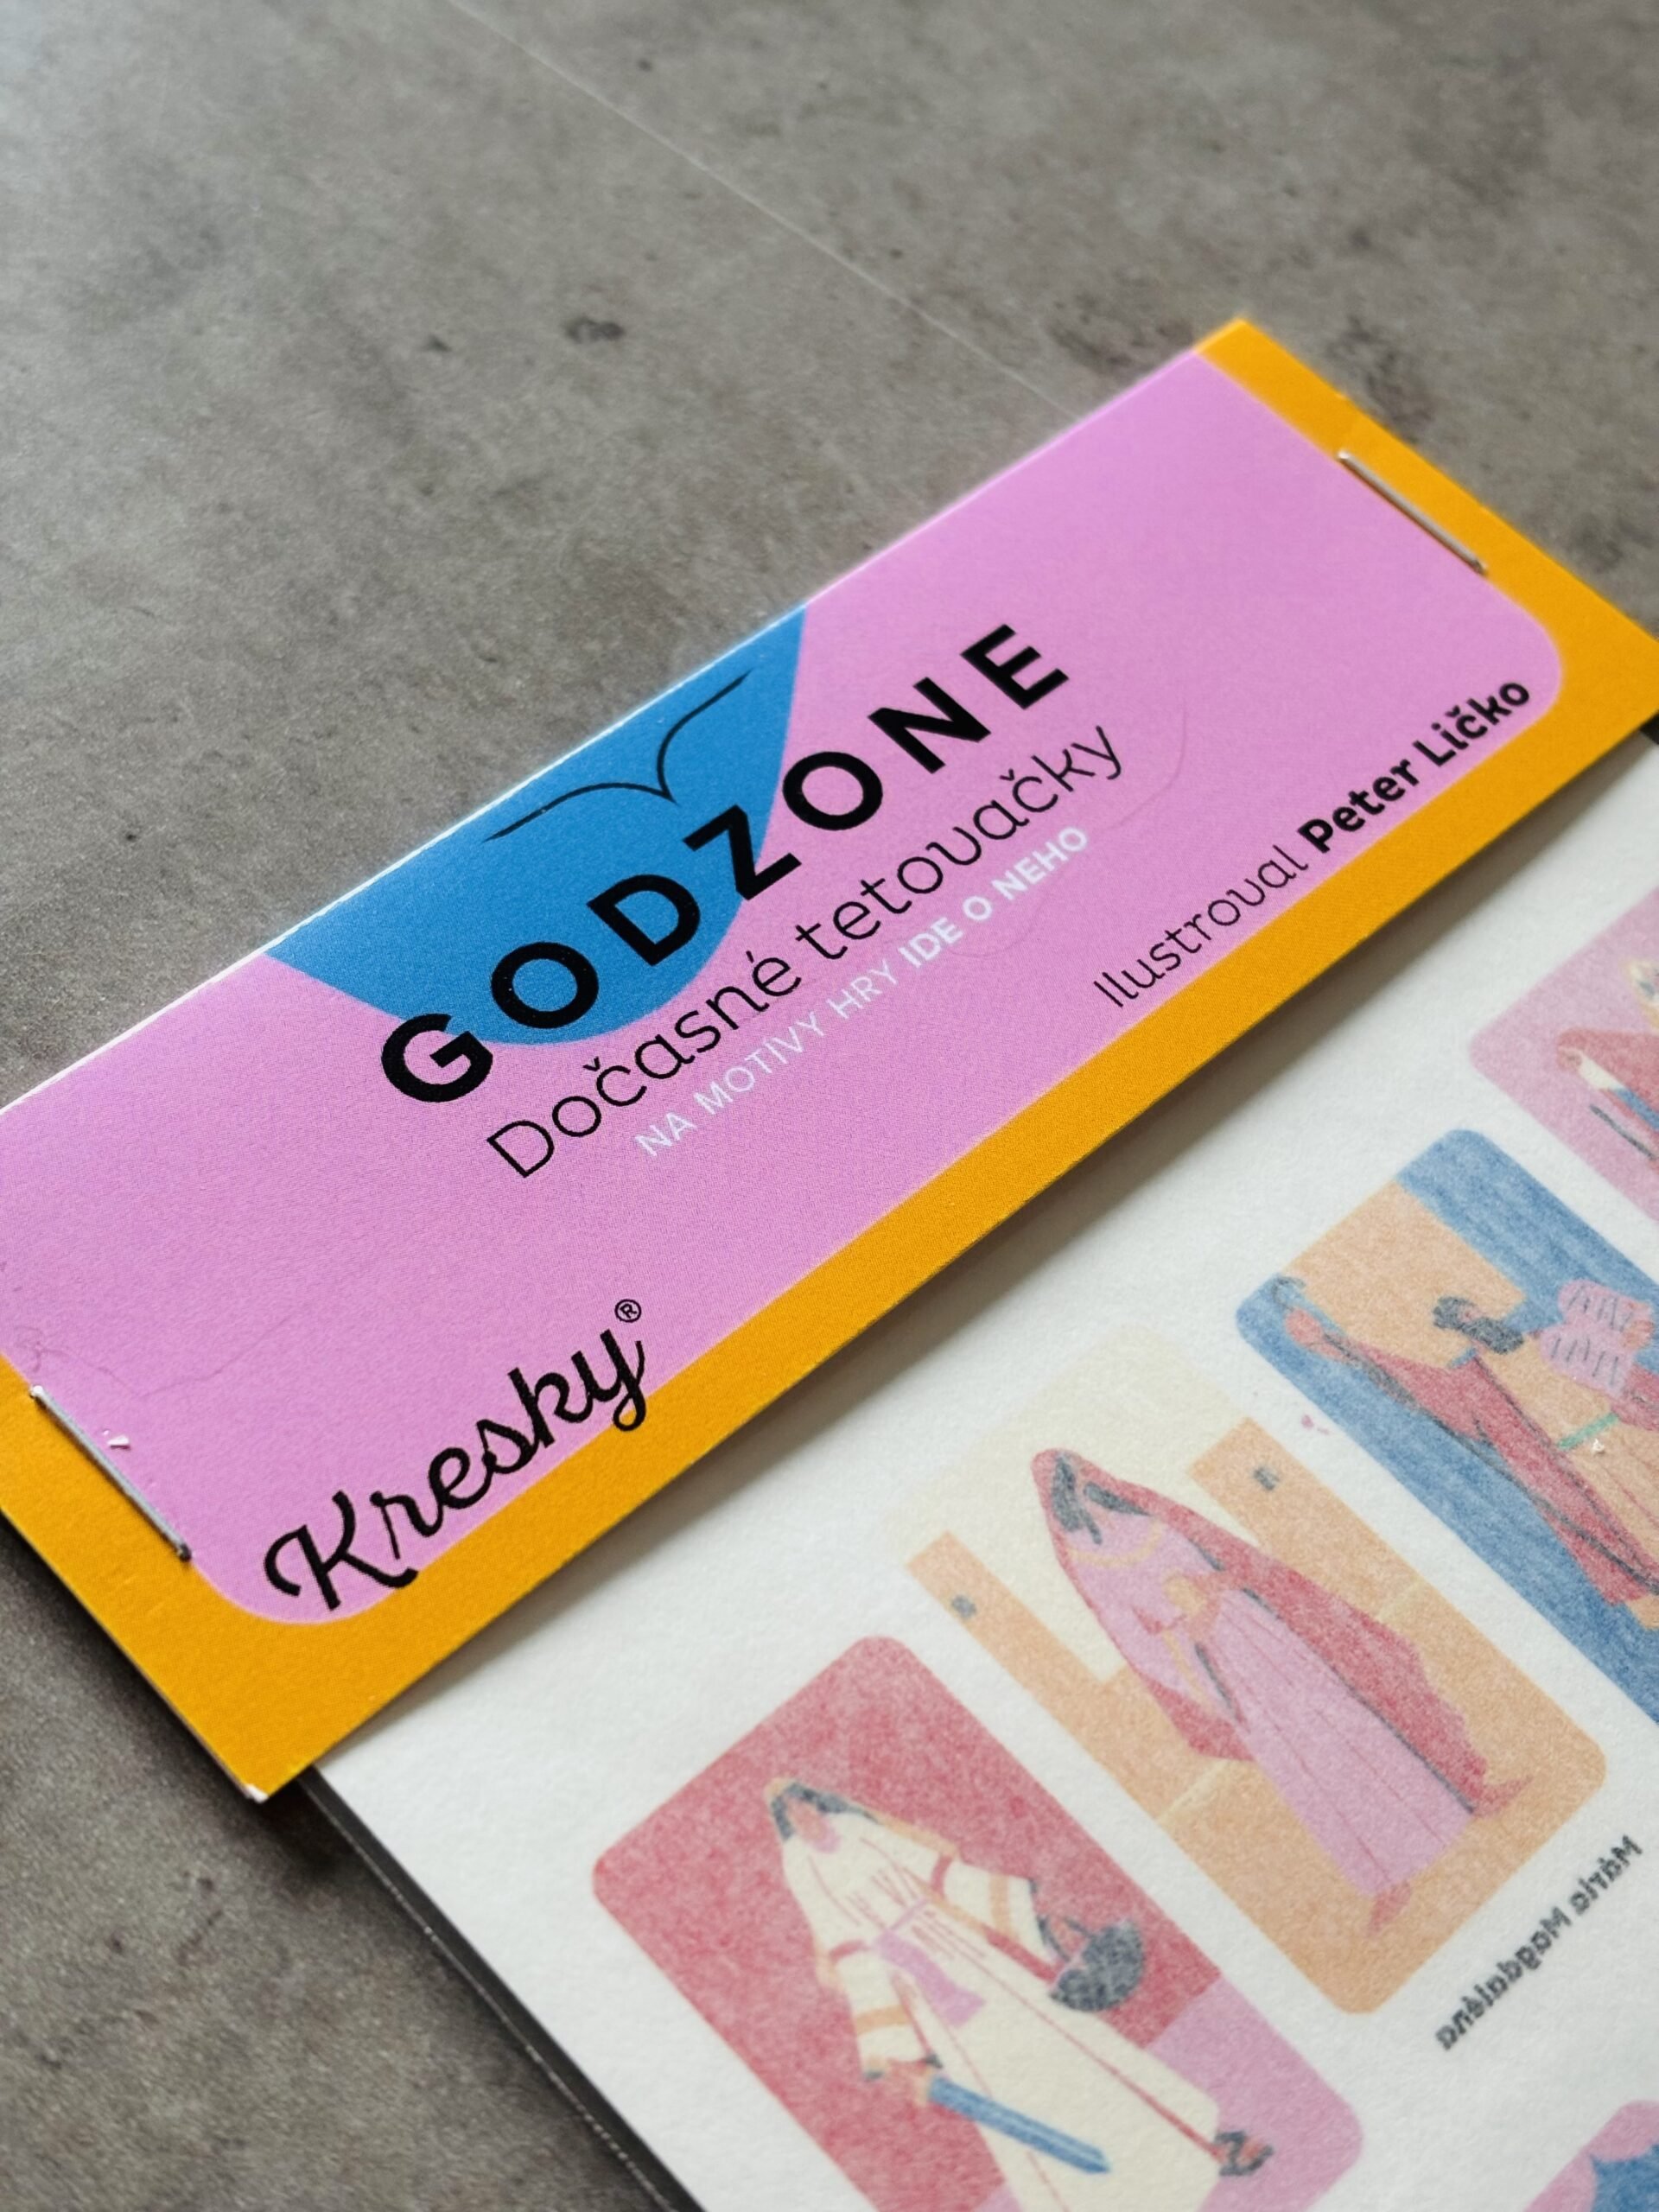 GODZONE
Dočasné tetovačky
NA MOTÍVY HRY IDE O NEHO
Ilustroval Peter Ličko
Kresky®
Mária Magdaléna